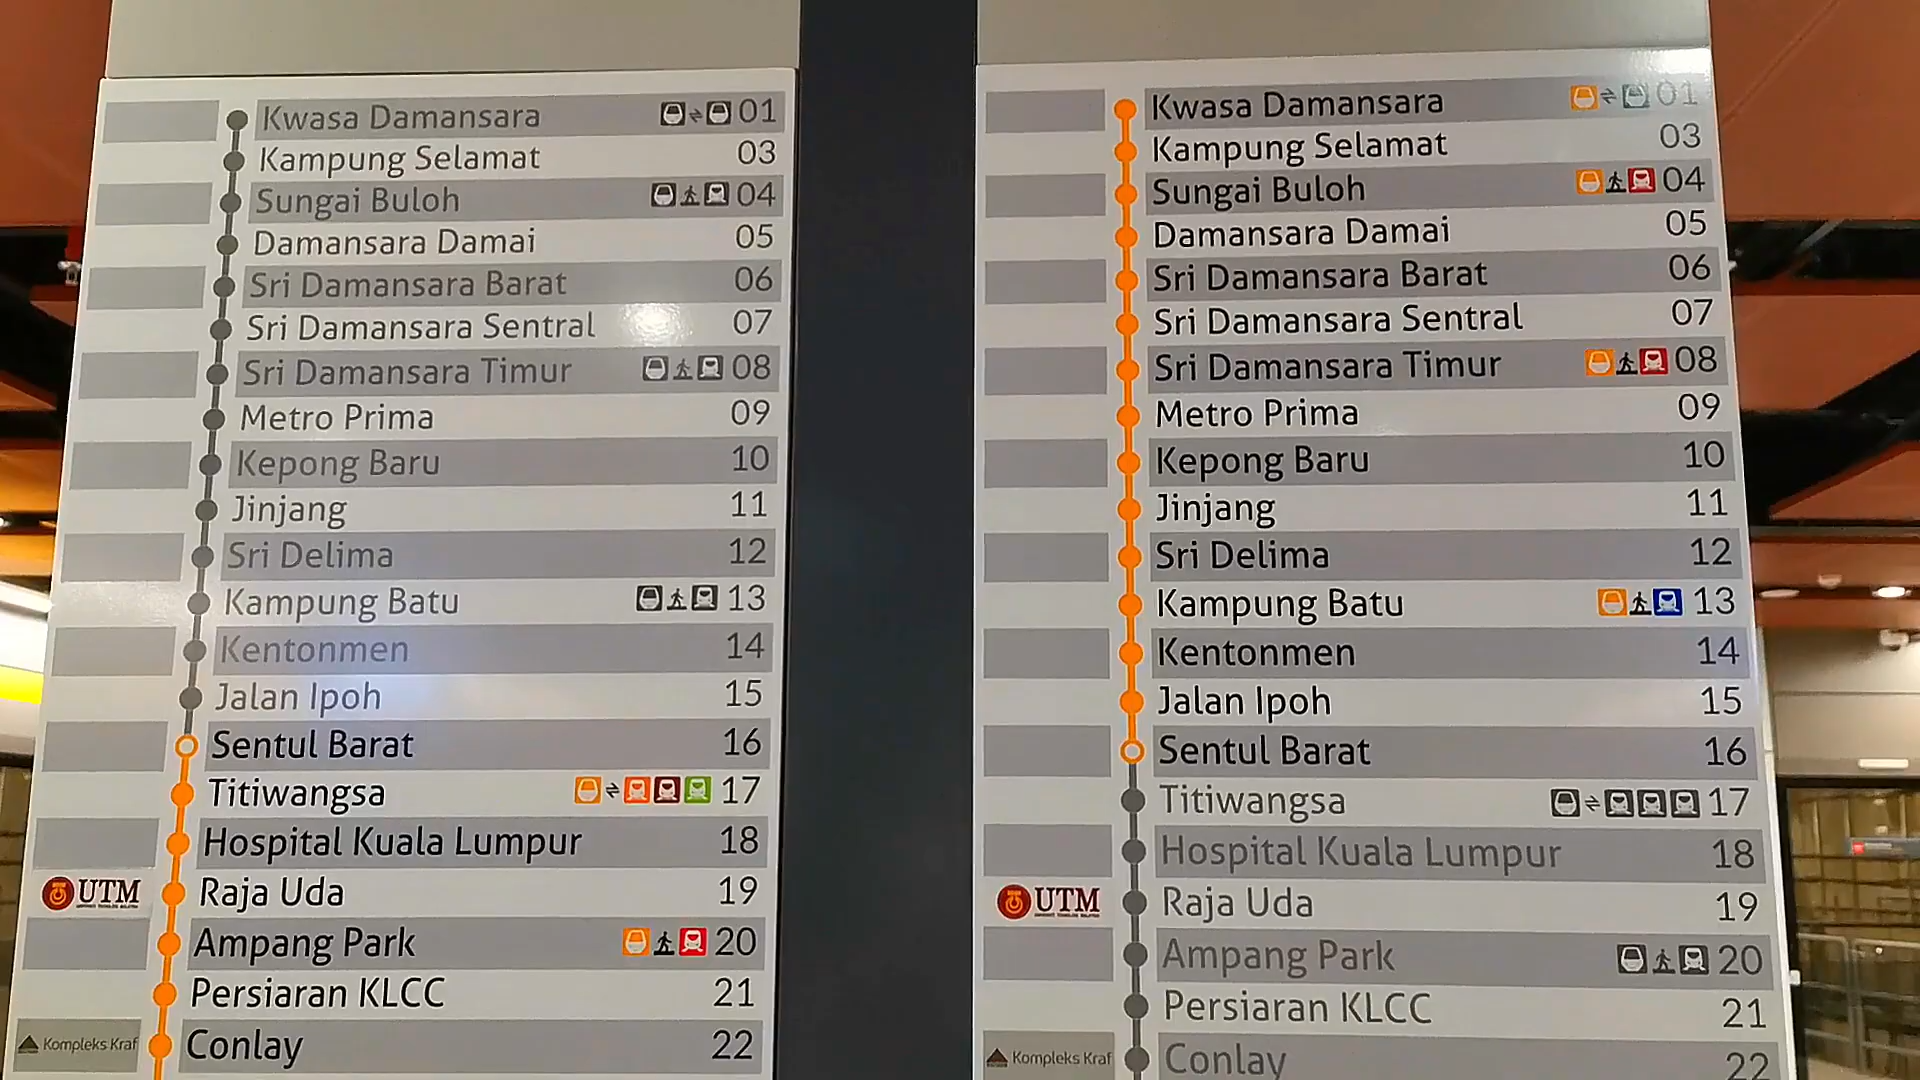 Kwasa Damansara 01
Kampung Selamat 03
Sungai Buloh 04
Damansara Damai 05
Sri Damansara Barat 06
Sri Damansara Sentral 07
Sri Damansara Timur 08
Metro Prima 09
Kepong Baru 10
Jinjang 11
Sri Delima 12
Kampung Batu 13
Kentonmen 14
Jalan Ipoh 15
Sentul Barat 16
Titiwangsa 17
Hospital Kuala Lumpur 18
UTM Raja Uda 19
Ampang Park 20
Persiaran KLCC 21
Kompleks Kraf Conlay 22
Kwasa Damansara 01
Kampung Selamat 03
Sungai Buloh 04
Damansara Damai 05
Sri Damansara Barat 06
Sri Damansara Sentral 07
Sri Damansara Timur 08
Metro Prima 09
Kepong Baru 10
Jinjang 11
Sri Delima 12
Kampung Batu 13
Kentonmen 14
Jalan Ipoh 15
Sentul Barat 16
Titiwangsa 17
Hospital Kuala Lumpur 18
UTM Raja Uda 19
Ampang Park 20
Persiaran KLCC 21
Kompleks Kraf Conlay 22